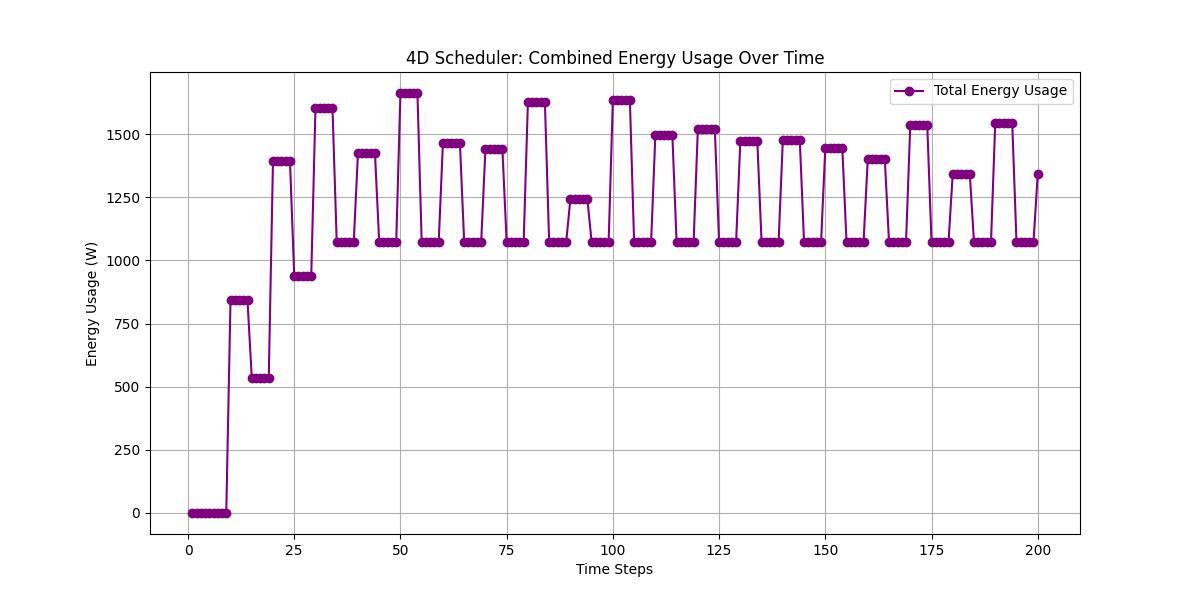 4D Scheduler: Combined Energy Usage Over Time
Total Energy Usage
Energy Usage (W)
1500
1250
1000
750
500
250
0
0 25 50 75 100 125 150 175 200
Time Steps